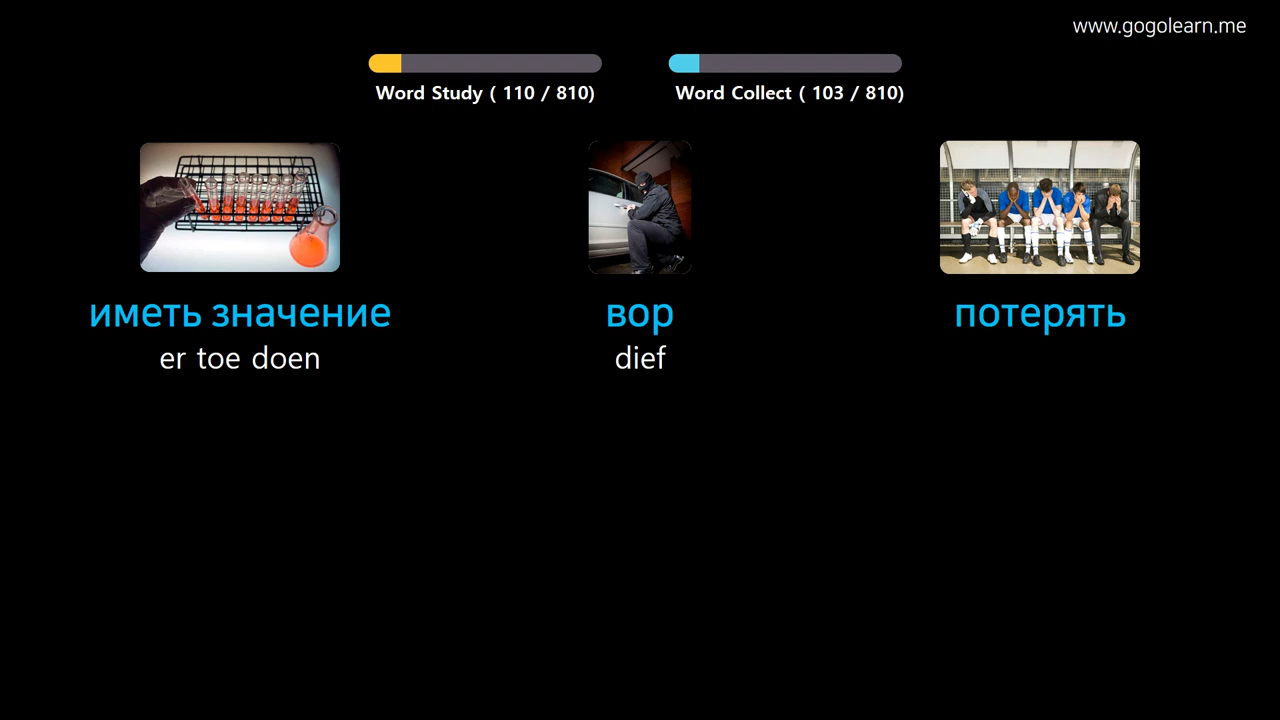 www.gogolearn.me
Word Study ( 110 / 810)
Word Collect ( 103 / 810)
иметь значение
вор
потерять
er toe doen
dief